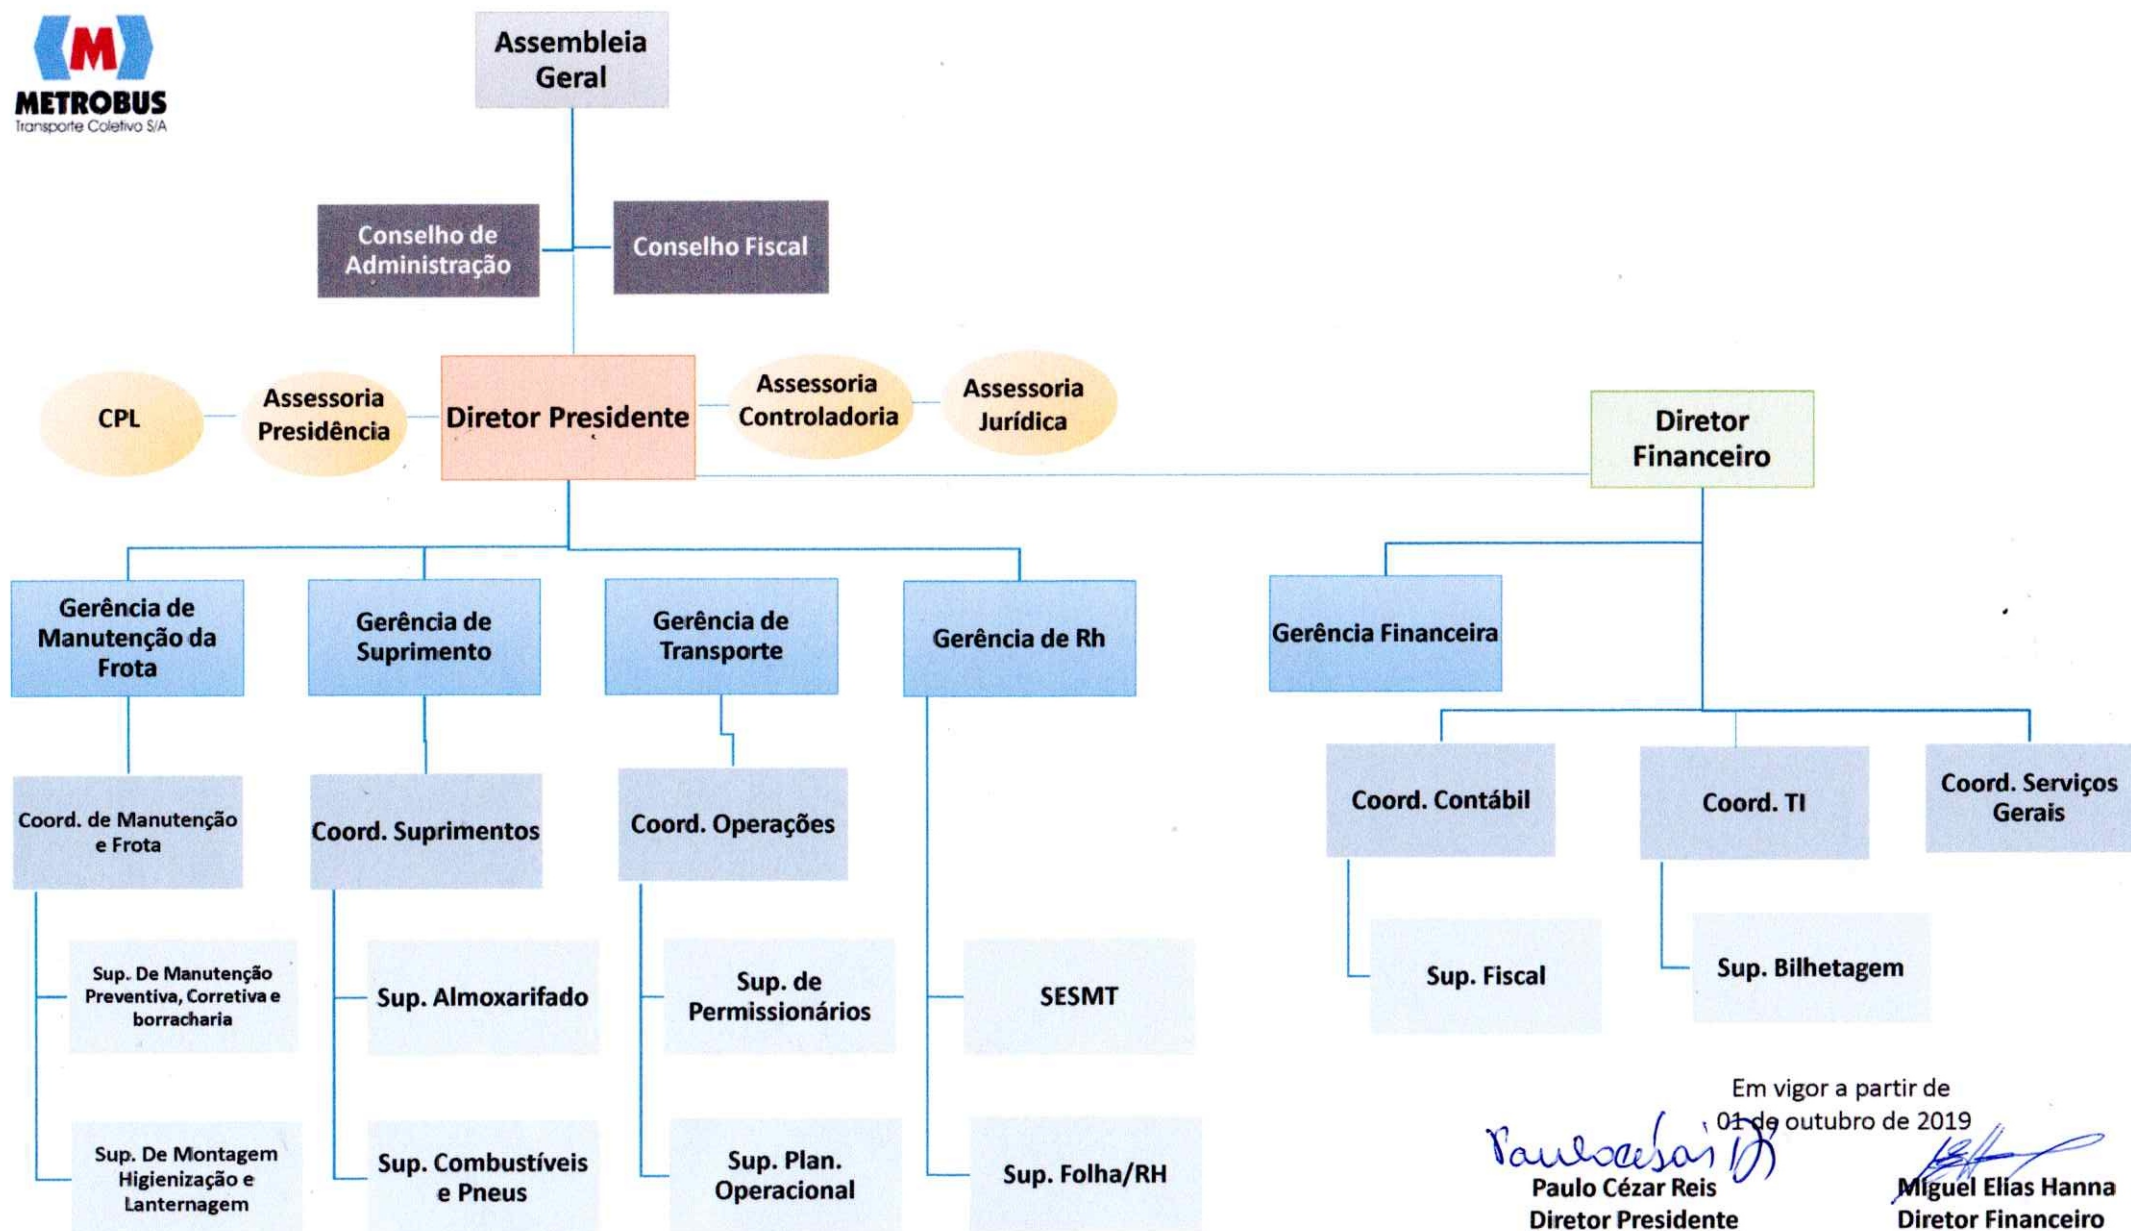 M
METROBUS
Transporte Coletivo S/A
Assembleia
Geral
Conselho de
Administração
Conselho Fiscal
CPL
Assessoria
Presidência
Diretor Presidente
Assessoria
Controladoria
Assessoria
Jurídica
Diretor
Financeiro
Gerência de
Manutenção da
Frota
Gerência de
Suprimento
Gerência de
Transporte
Gerência de Rh
Gerência Financeira
Coord. de Manutenção
e Frota
Coord. Suprimentos
Coord. Operações
Coord. Contábil
Coord. TI
Coord. Serviços
Gerais
Sup. De Manutenção
Preventiva, Corretiva e
borracharia
Sup. Almoxarifado
Sup. de
Permissionários
SESMT
Sup. Fiscal
Sup. Bilhetagem
Sup. De Montagem
Higienização e
Lanternagem
Sup. Combustíveis
e Pneus
Sup. Plan.
Operacional
Sup. Folha/RH
Em vigor a partir de
01 de outubro de 2019
Paulo Cézar Reis
Diretor Presidente
Miguel Elias Hanna
Diretor Financeiro